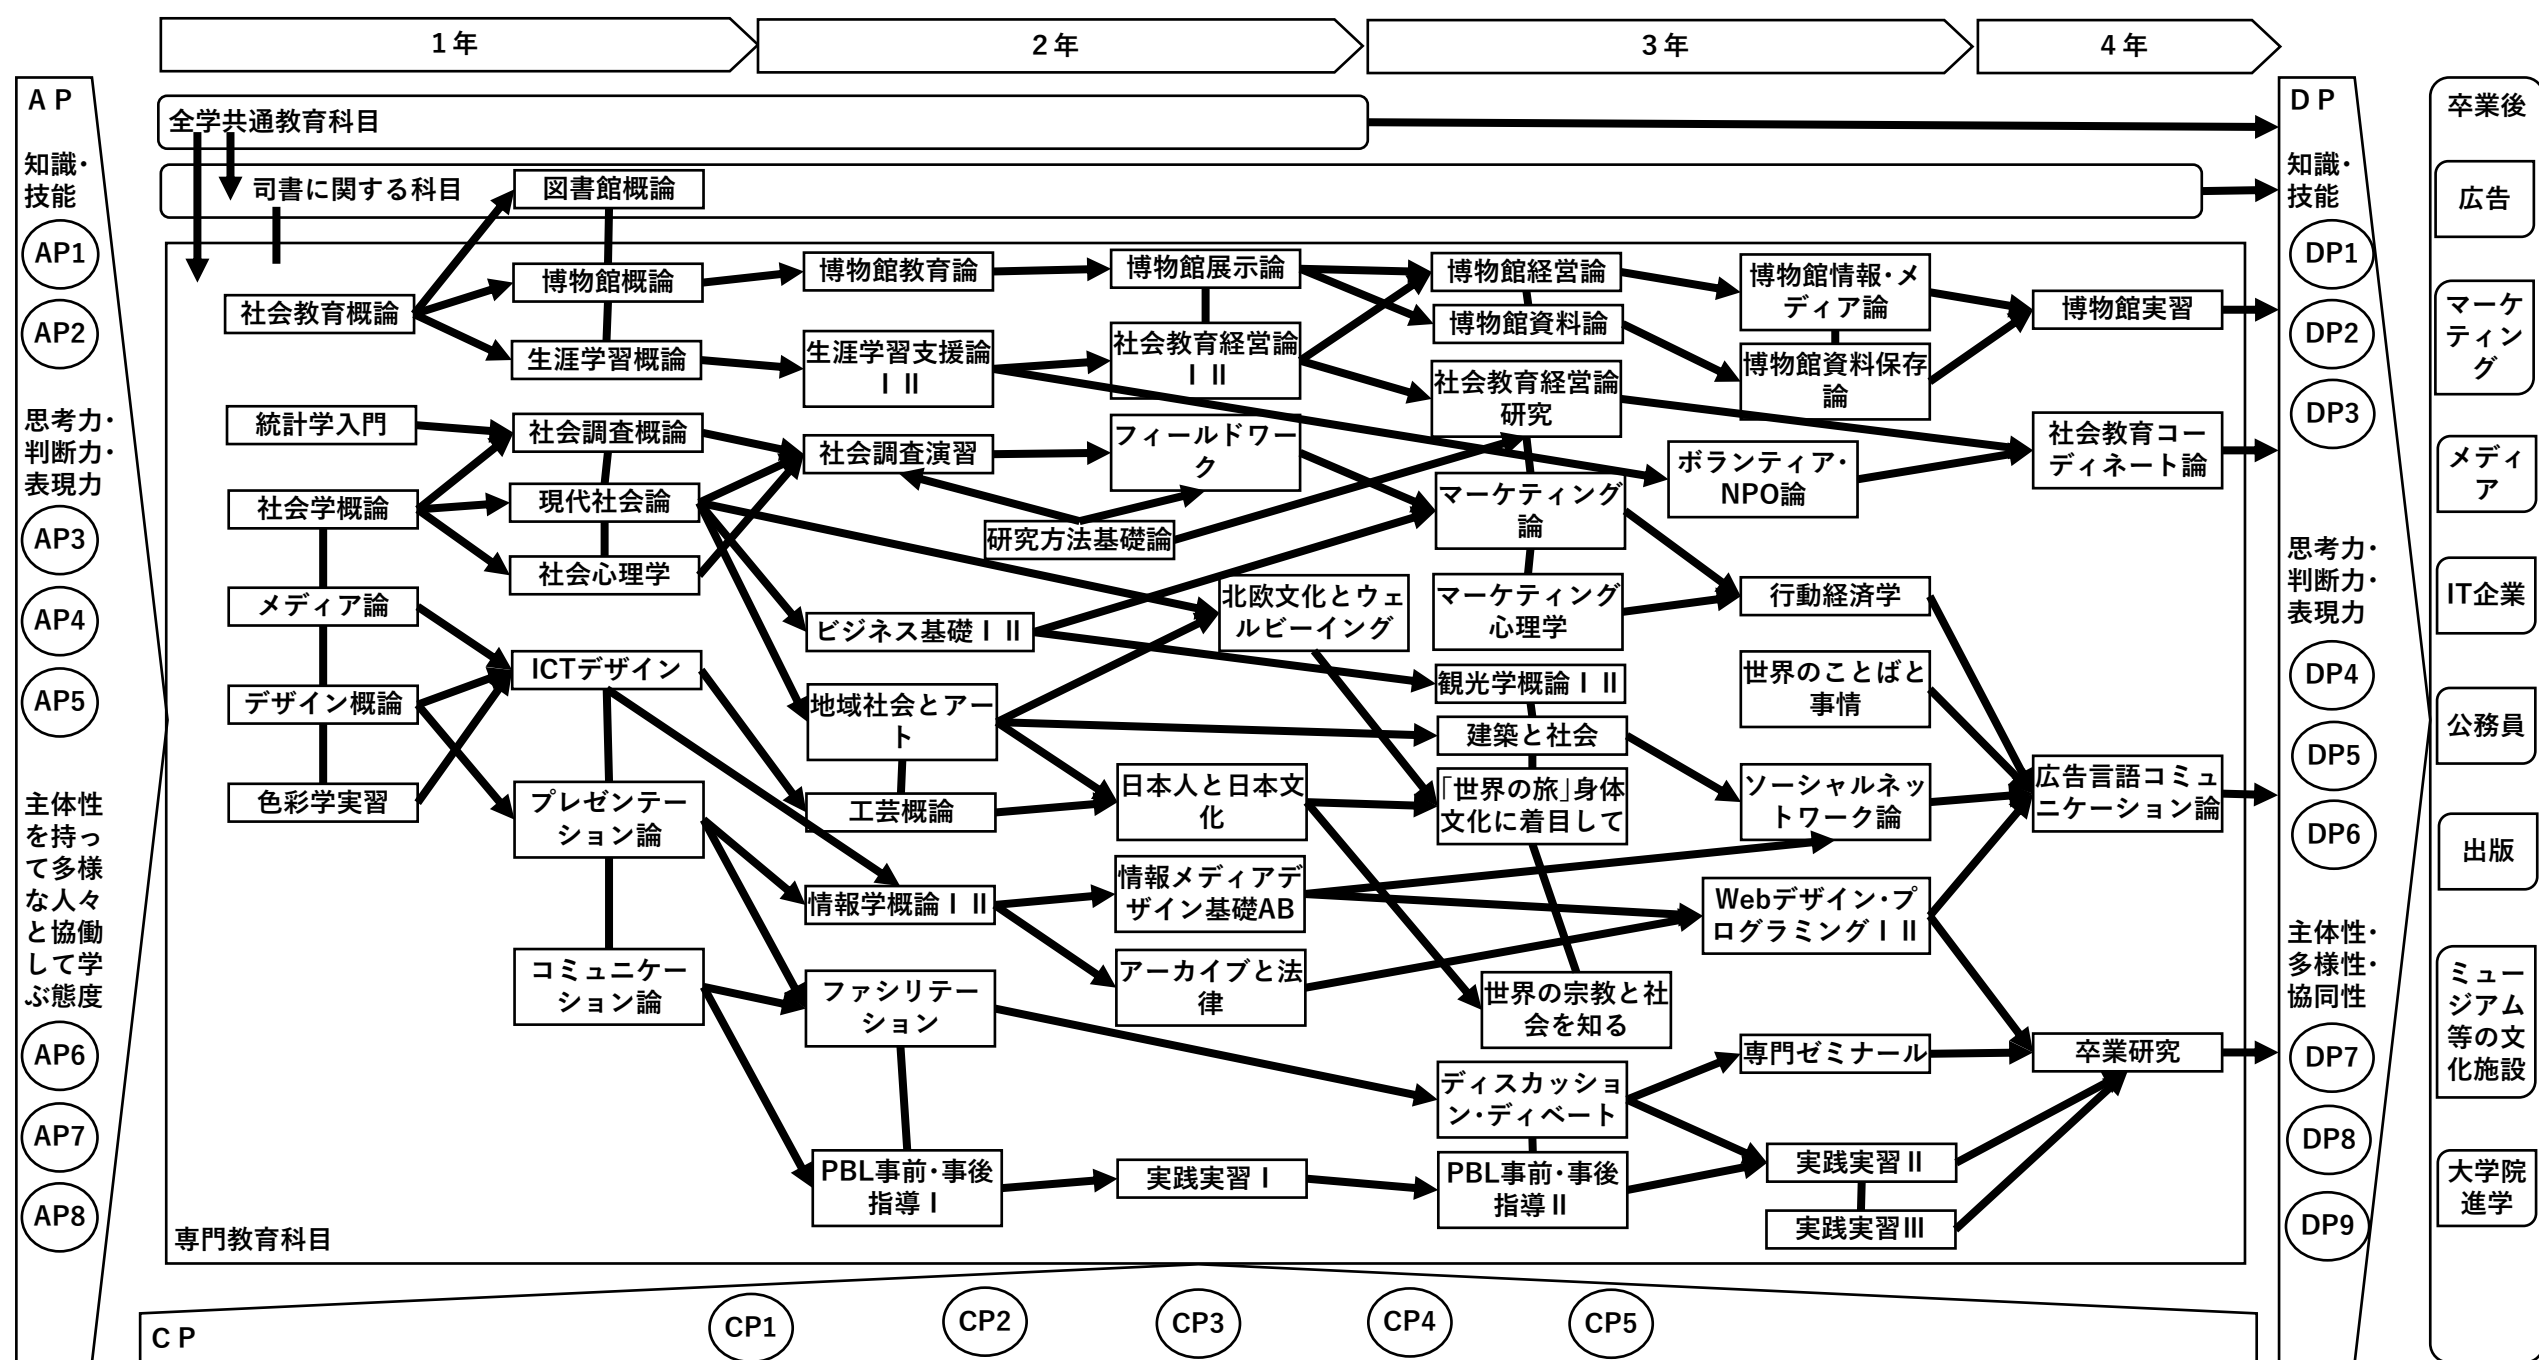 1年
2年
3年
4年
AP
知識・
技能
AP1
AP2
思考力・
判断力・
表現力
AP3
AP4
AP5
主体性
を持っ
て多様
な人々
と協働
して学
ぶ態度
AP6
AP7
AP8
全学共通教育科目
司書に関する科目
図書館概論
社会教育概論
博物館概論
生涯学習概論
統計学入門
社会調査概論
社会学概論
現代社会論
社会心理学
メディア論
ICTデザイン
デザイン概論
色彩学実習
プレゼンテー
ション論
コミュニケー
ション論
博物館教育論
生涯学習支援論
ⅠⅡ
社会調査演習
研究方法基礎論
ビジネス基礎ⅠⅡ
地域社会とアー
ト
工芸概論
情報学概論ⅠⅡ
ファシリテー
ション
PBL事前・事後
指導Ⅰ
博物館展示論
社会教育経営論
ⅠⅡ
フィールドワー
ク
北欧文化とウェ
ルビーイング
日本人と日本文
化
情報メディアデ
ザイン基礎AB
アーカイブと法
律
実践実習Ⅰ
博物館経営論
博物館資料論
社会教育経営論
研究
マーケティング
論
マーケティング
心理学
観光学概論ⅠⅡ
建築と社会
「世界の旅」身体
文化に着目して
世界の宗教と社
会を知る
ディスカッショ
ン・ディベート
PBL事前・事後
指導Ⅱ
博物館情報・メ
ディア論
博物館資料保存
論
ボランティア・
NPO論
行動経済学
世界のことばと
事情
ソーシャルネッ
トワーク論
Webデザイン・プ
ログラミングⅠⅡ
専門ゼミナール
実践実習Ⅱ
実践実習Ⅲ
博物館実習
社会教育コー
ディネート論
広告言語コミュ
ニケーション論
卒業研究
専門教育科目
CP
CP1
CP2
CP3
CP4
CP5
DP
知識・
技能
DP1
DP2
DP3
思考力・
判断力・
表現力
DP4
DP5
DP6
主体性・
多様性・
協同性
DP7
DP8
DP9
卒業後
広告
マーケ
ティン
グ
メディ
ア
IT企業
公務員
出版
ミュー
ジアム
等の文
化施設
大学院
進学